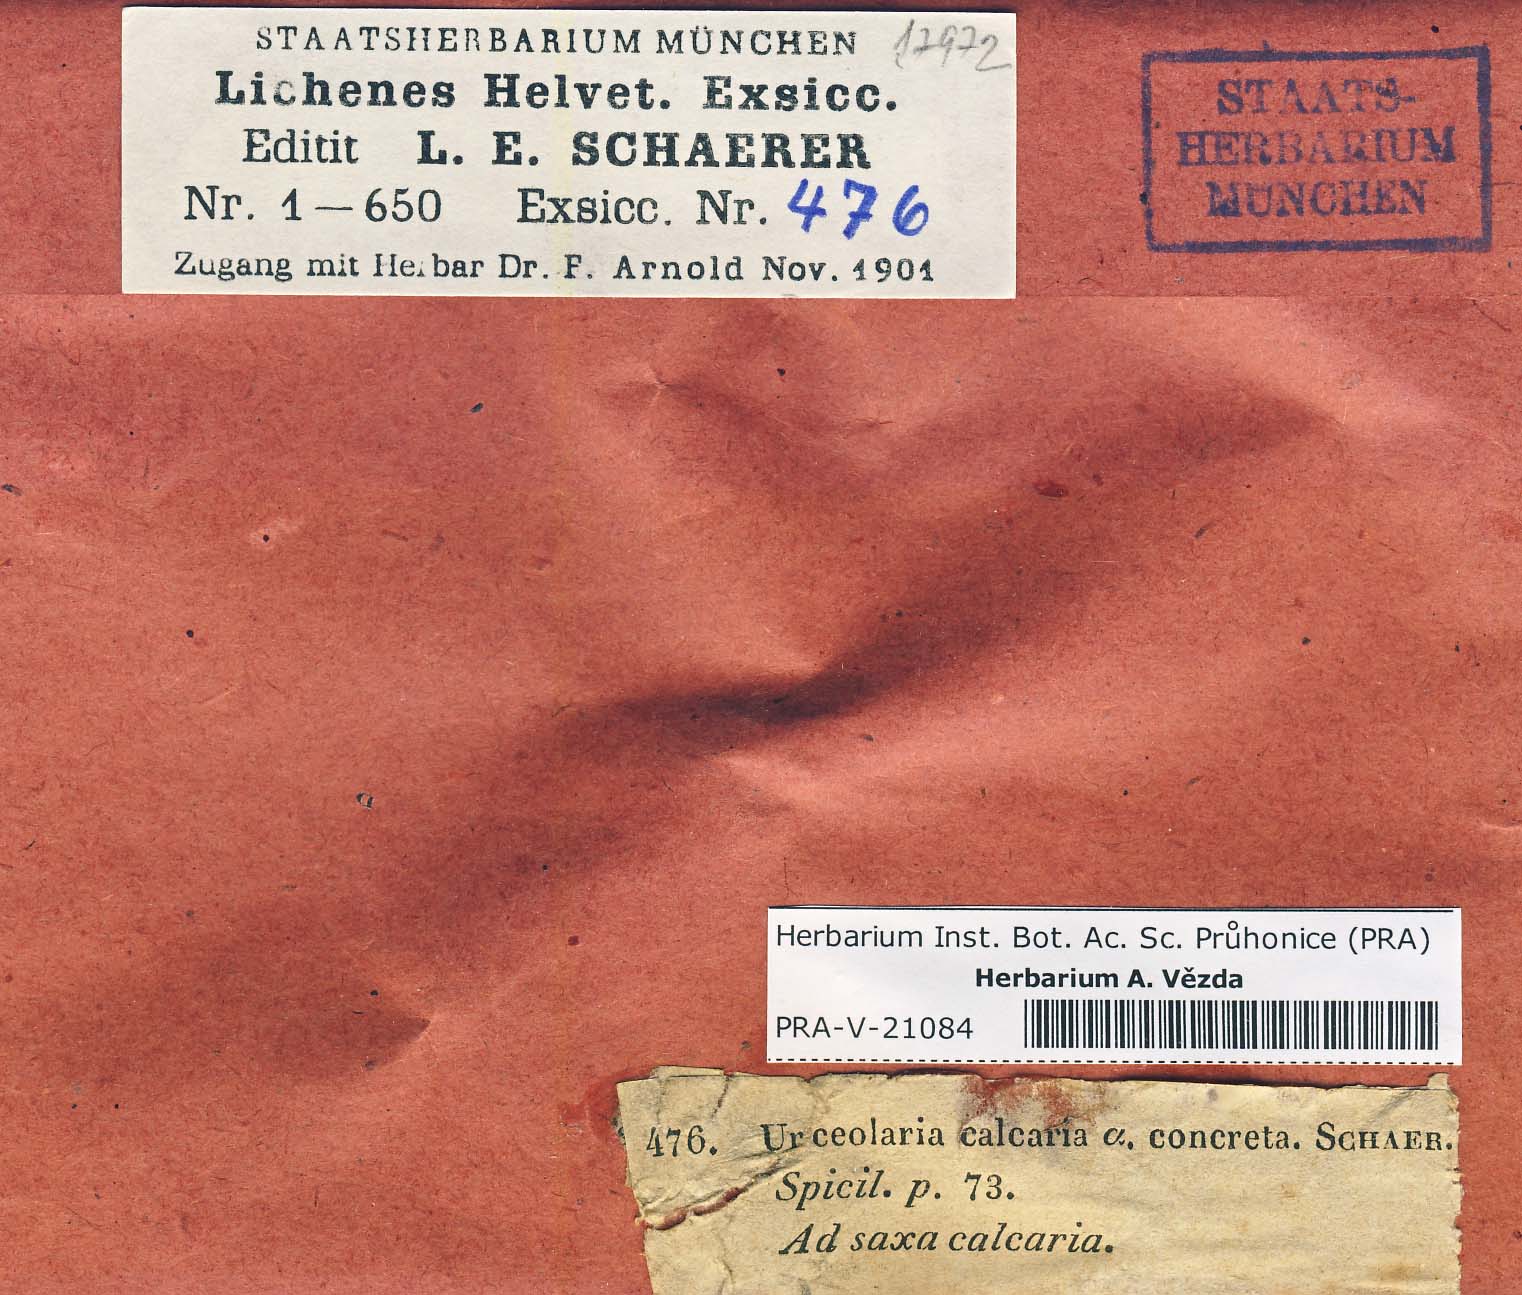 STAATSHERBARIUM MÜNCHEN 17972
Lichenes Helvet. Exsicc.
Editit L. E. SCHAERER
Nr. 1—650 Exsicc. Nr. 476
Zugang mit Herbar Dr. F. Arnold Nov. 1901
STAATS-
HERBARIUM
MÜNCHEN
Herbarium Inst. Bot. Ac. Sc. Průhonice (PRA)
Herbarium A. Vězda
PRA-V-21084
476. Urceolaria calcaria α. concreta. SCHAER.
Spicil. p. 73.
Ad saxa calcaria.